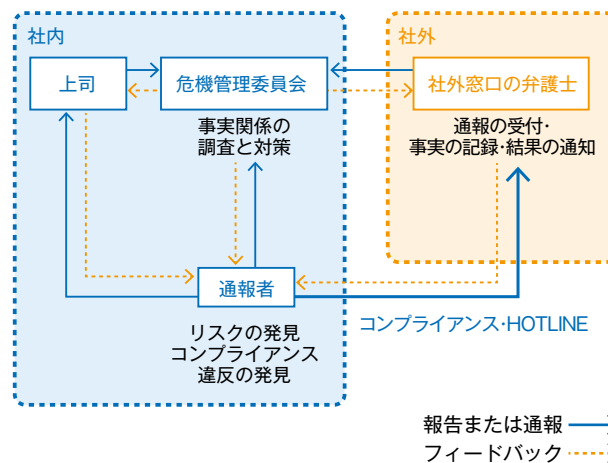 社内
社外
上司
危機管理委員会
社外窓口の弁護士
事実関係の
調査と対策
通報の受付・
事実の記録・結果の通知
通報者
リスクの発見
コンプライアンス
違反の発見
コンプライアンス・HOTLINE
報告または通報
フィードバック